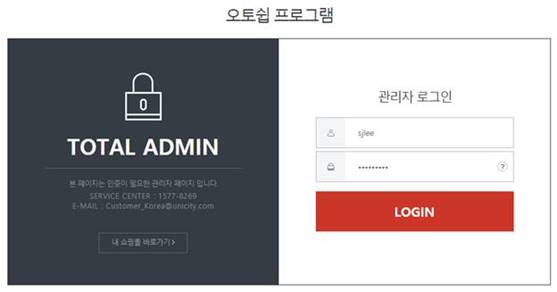 오토쉽 프로그램
0
TOTAL ADMIN
본 페이지는 인증이 필요한 관리자 페이지 입니다.
SERVICE CENTER : 1577-8269
E-MAIL : Customer_Korea@unicity.com
내 쇼핑몰 바로가기 >
관리자 로그인
sjlee
•••••••••
?
LOGIN